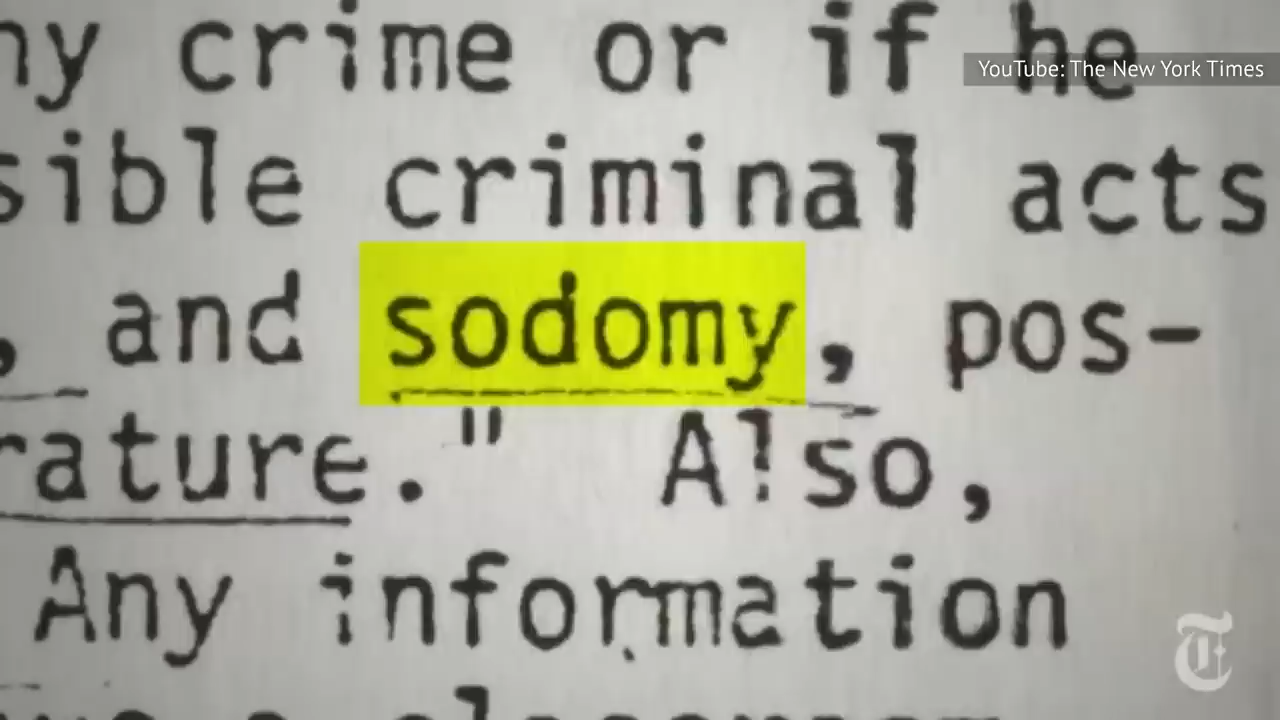 ny crime or if he
YouTube: The New York Times
sible criminal acts
, and sodomy, pos-
rature." Also,
Any information
T